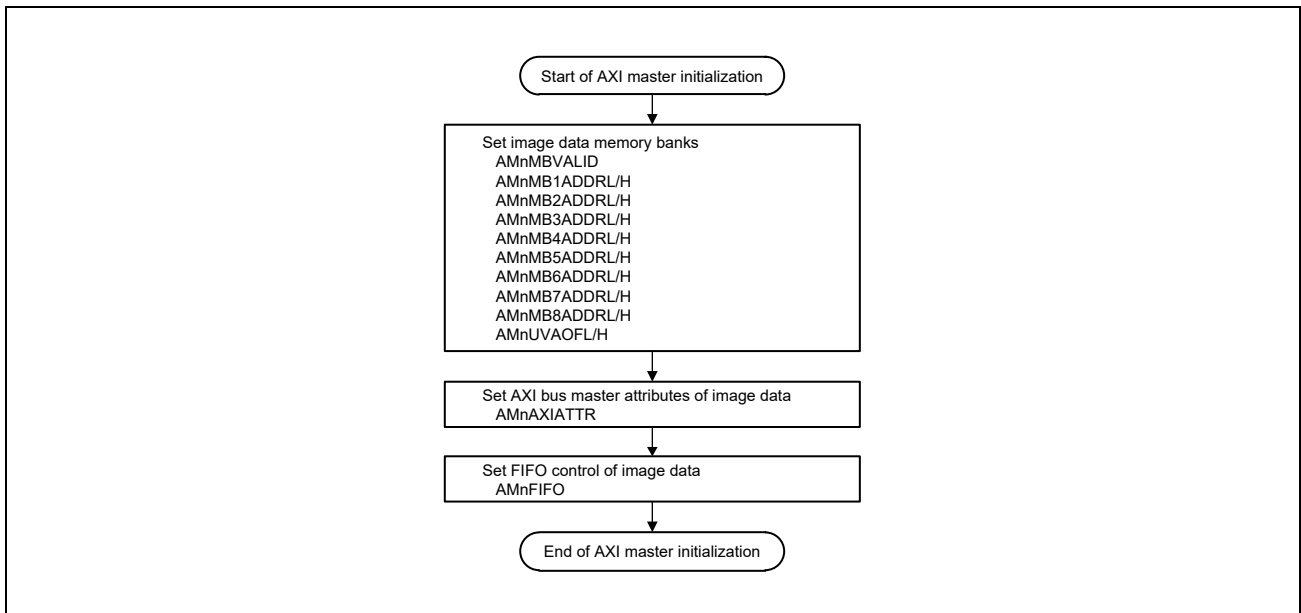 Start of AXI master initialization
Set image data memory banks
AMnMBVALID
AMnMB1ADDRL/H
AMnMB2ADDRL/H
AMnMB3ADDRL/H
AMnMB4ADDRL/H
AMnMB5ADDRL/H
AMnMB6ADDRL/H
AMnMB7ADDRL/H
AMnMB8ADDRL/H
AMnUVAOFL/H
Set AXI bus master attributes of image data
AMnAXIATTR
Set FIFO control of image data
AMnFIFO
End of AXI master initialization